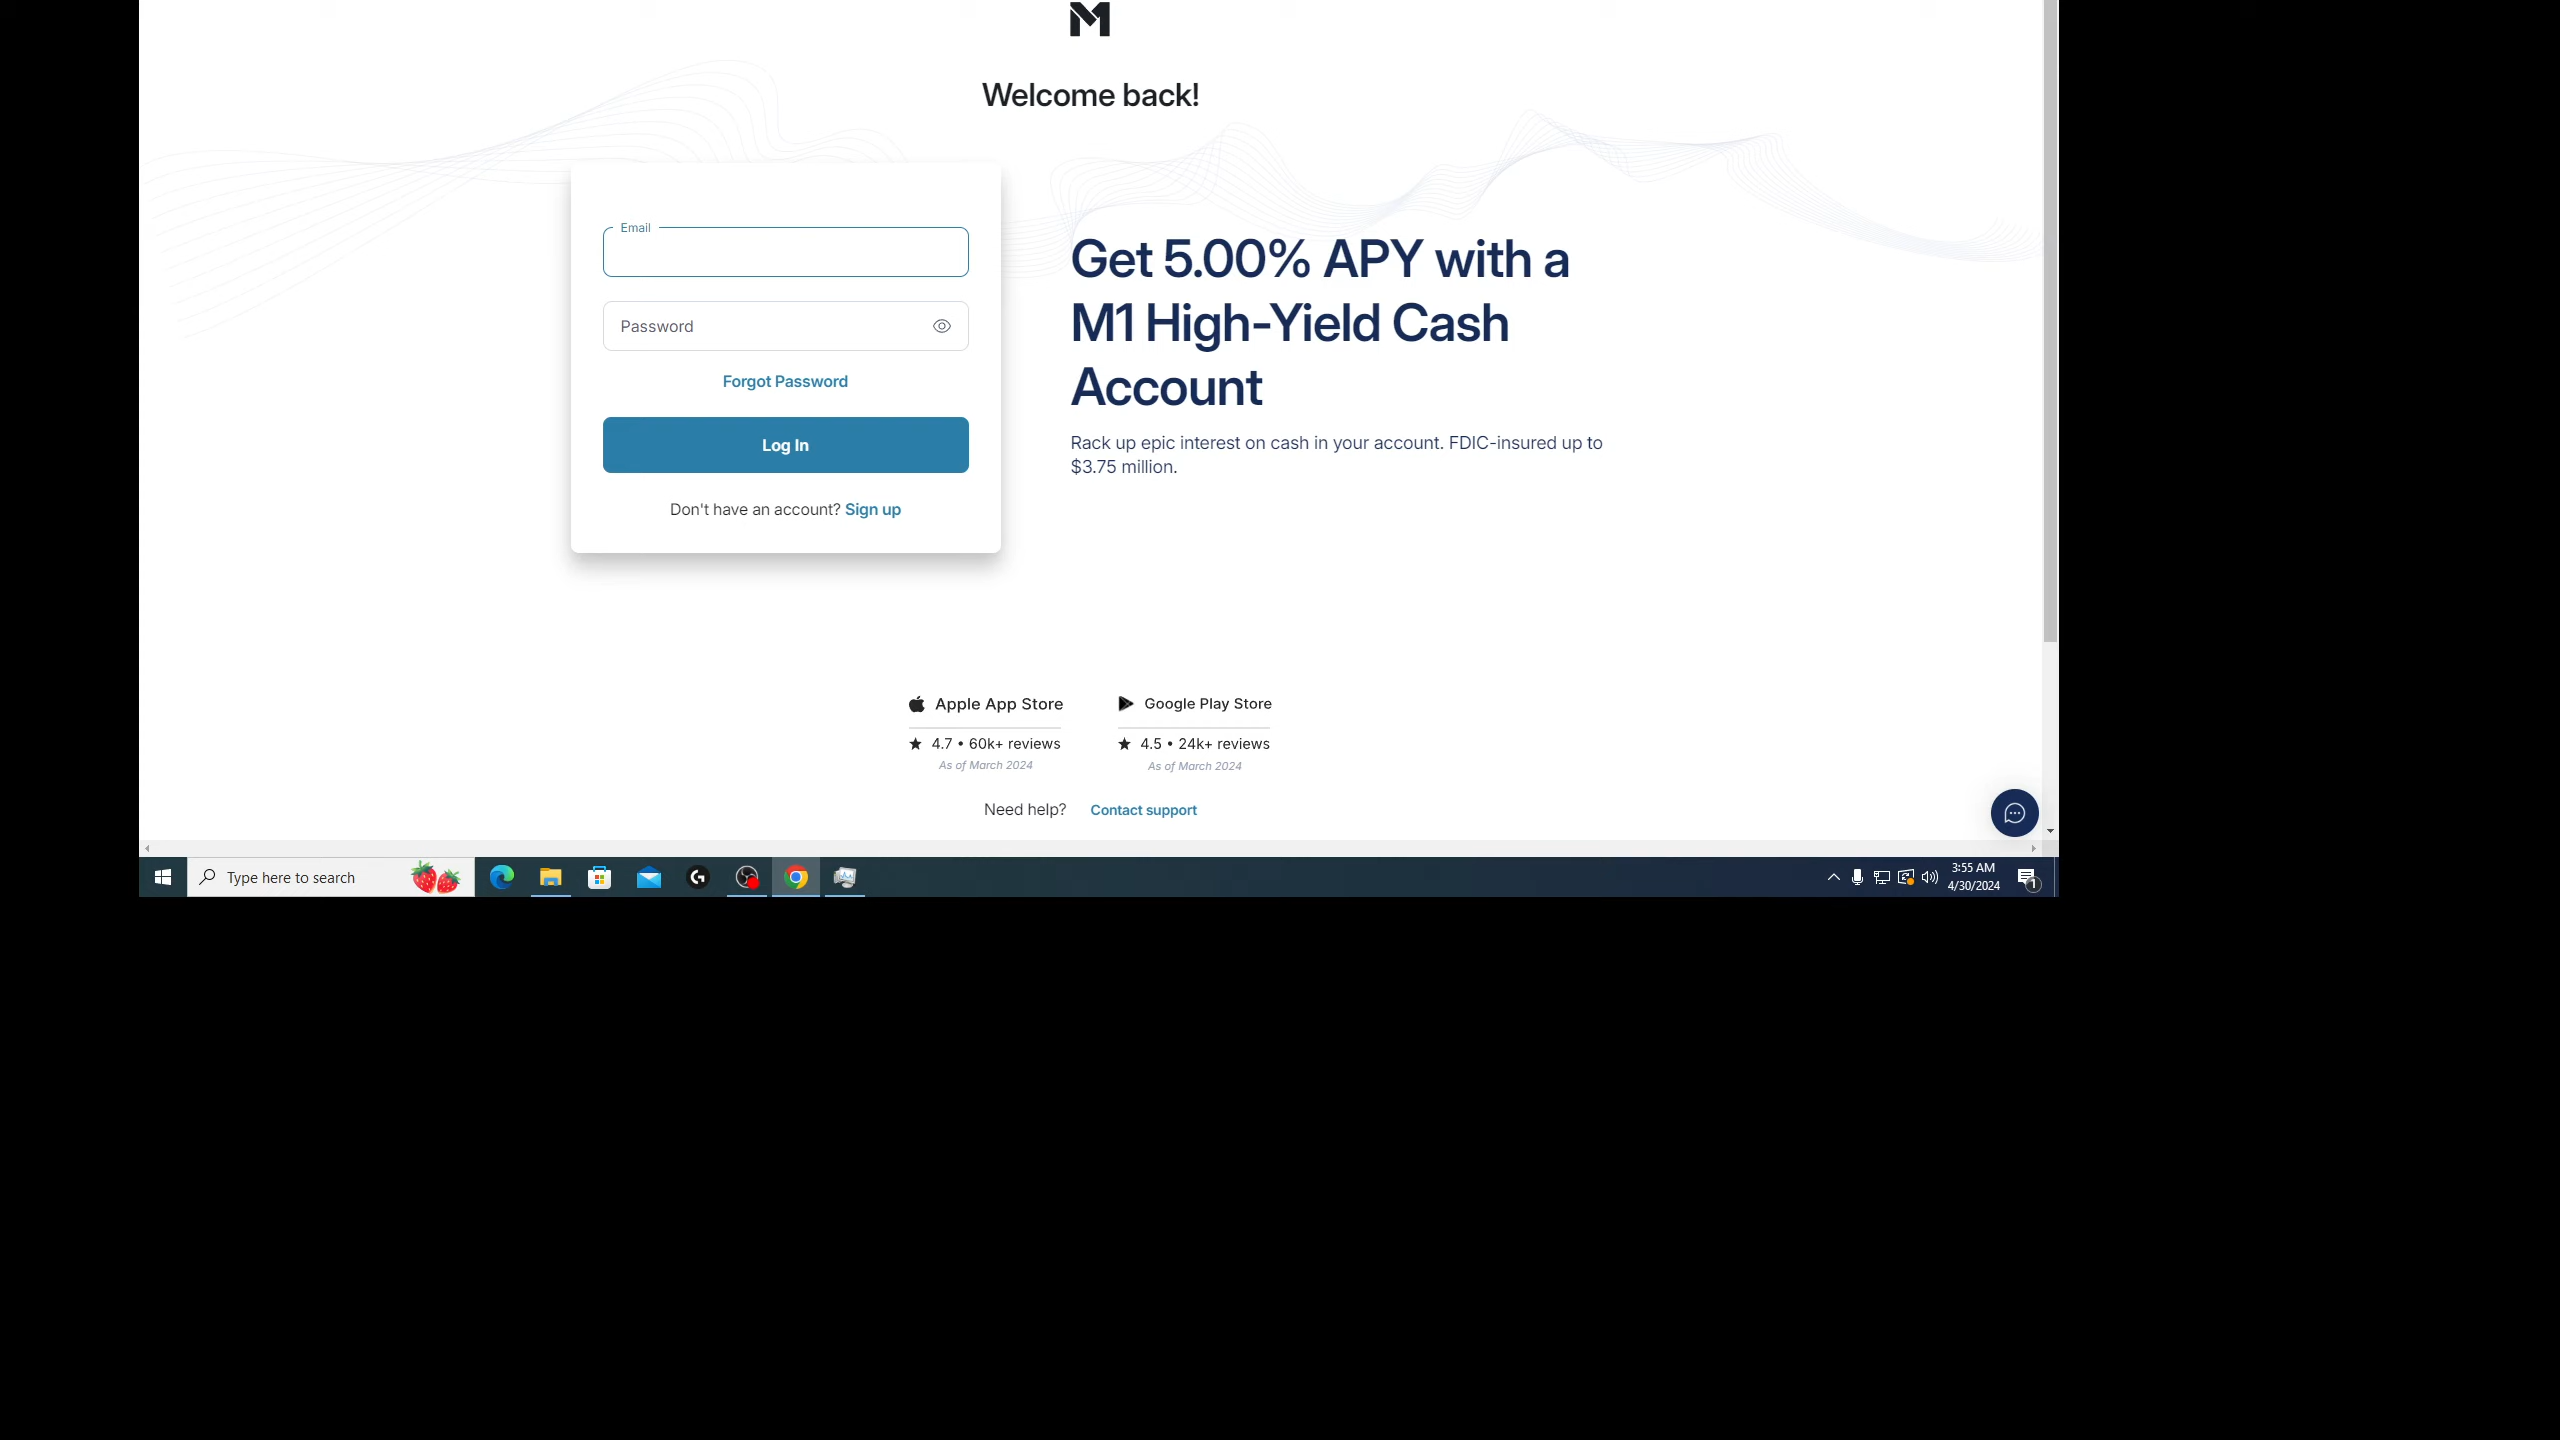 Welcome back!
Email
Password
Forgot Password
Log In
Don't have an account? Sign up
Get 5.00% APY with a
M1 High-Yield Cash
Account
Rack up epic interest on cash in your account. FDIC-insured up to
$3.75 million.
Apple App Store
★ 4.7 • 60k+ reviews
As of March 2024
Google Play Store
★ 4.5 • 24k+ reviews
As of March 2024
Need help? Contact support
Type here to search
3:55 AM
4/30/2024
1